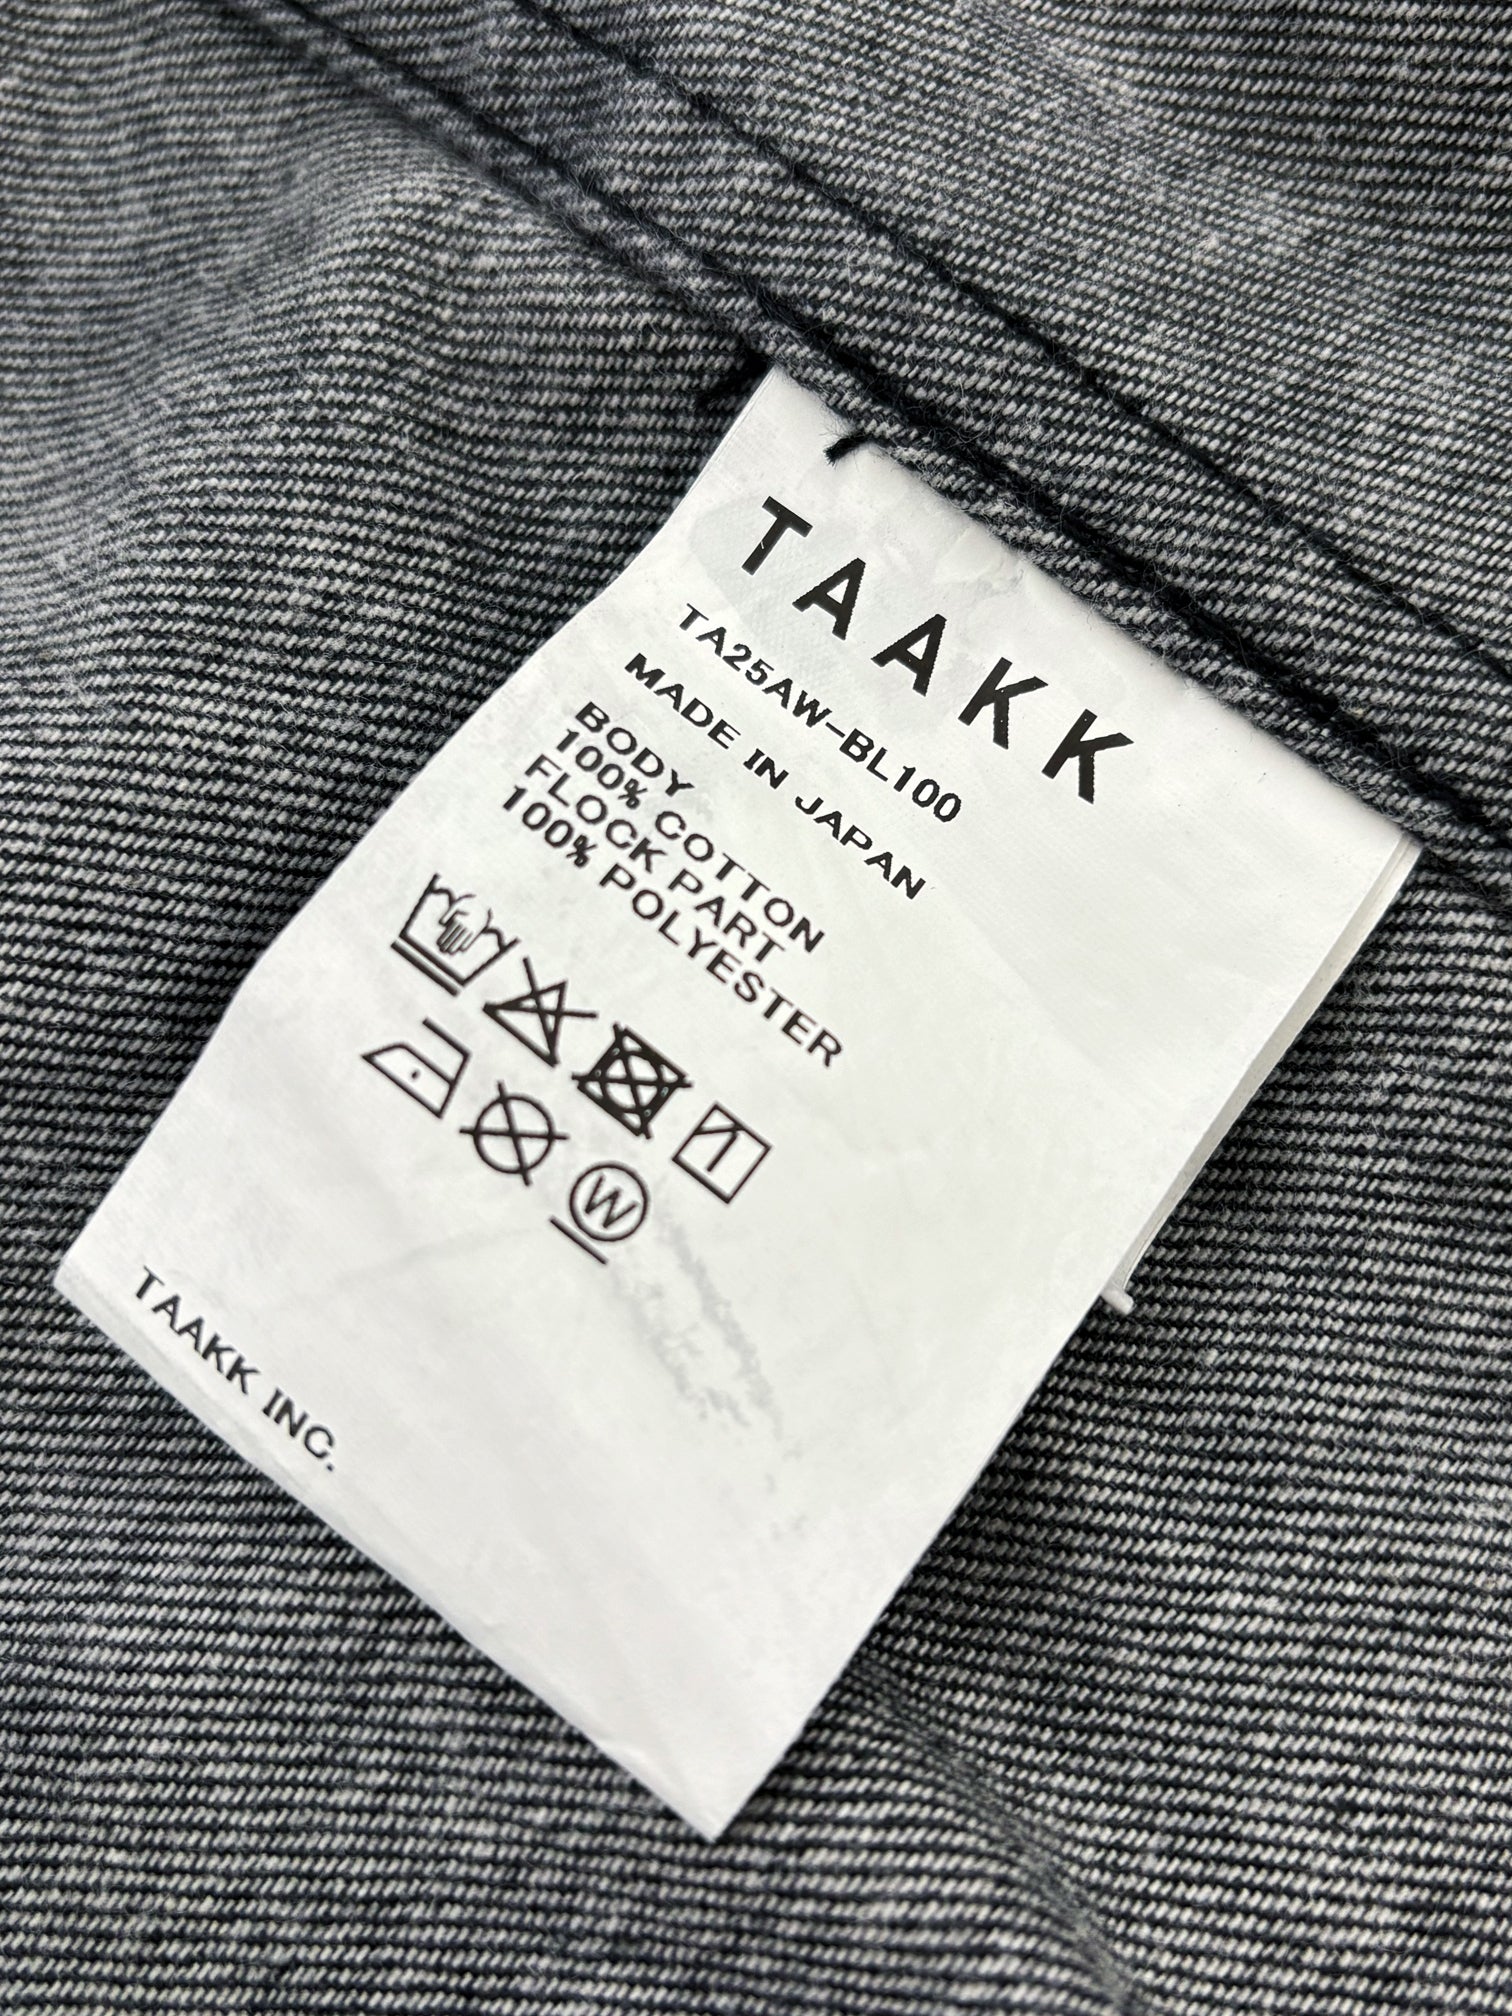 TAAKK
TA25AW-BL100
MADE IN JAPAN
BODY
100% COTTON
FLOCK PART
100% POLYESTER
W
TAAKK INC.